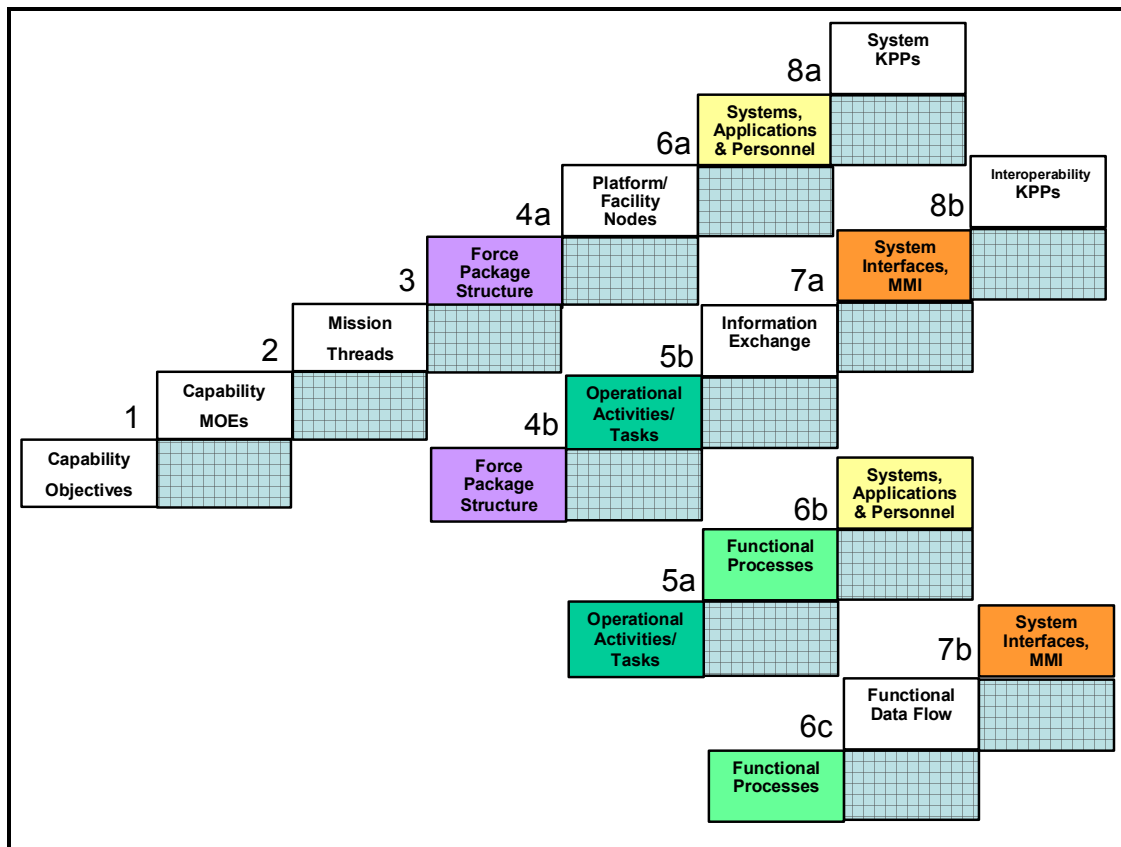 System
KPPs
8a
Systems,
Applications
& Personnel
6a
Platform/
Facility
Nodes
Interoperability
KPPs
8b
4a
Force
Package
Structure
System
Interfaces,
MMI
7a
3
Mission
Threads
Information
Exchange
5b
2
Capability
MOEs
Operational
Activities/
Tasks
4b
1
Capability
Objectives
Force
Package
Structure
Systems,
Applications
& Personnel
6b
Functional
Processes
5a
Operational
Activities/
Tasks
System
Interfaces,
MMI
7b
Functional
Data Flow
6c
Functional
Processes